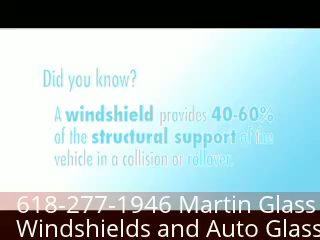 Did you know?
A windshield provides 40-60%
of the structural support of the
vehicle in a collision or rollover.
618-277-1946 Martin Glass
Windshields and Auto Glass